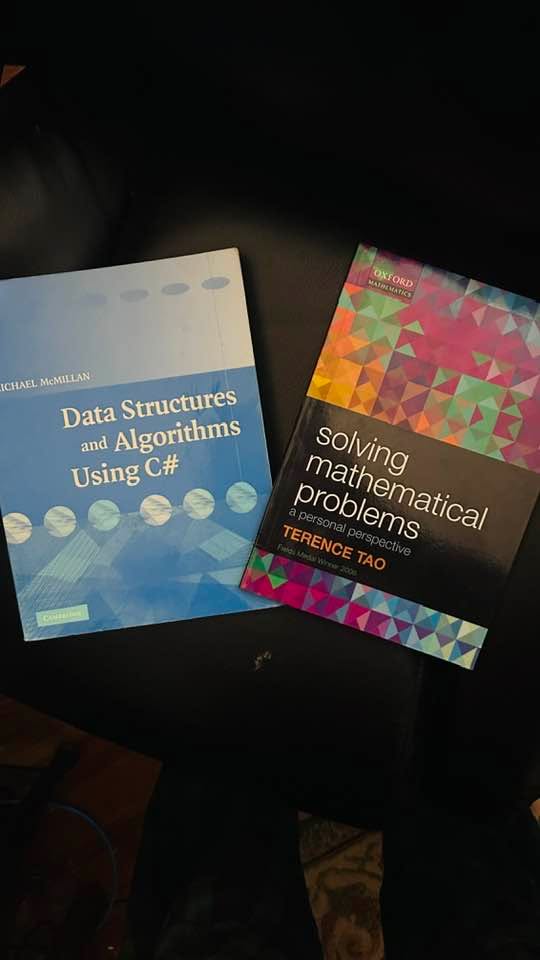 MICHAEL MCMILLAN
Data Structures
and Algorithms
Using C#
CAMBRIDGE
OXFORD
MATHEMATICS
solving
mathematical
problems
a personal perspective
TERENCE TAO
Fields Medal Winner 2006